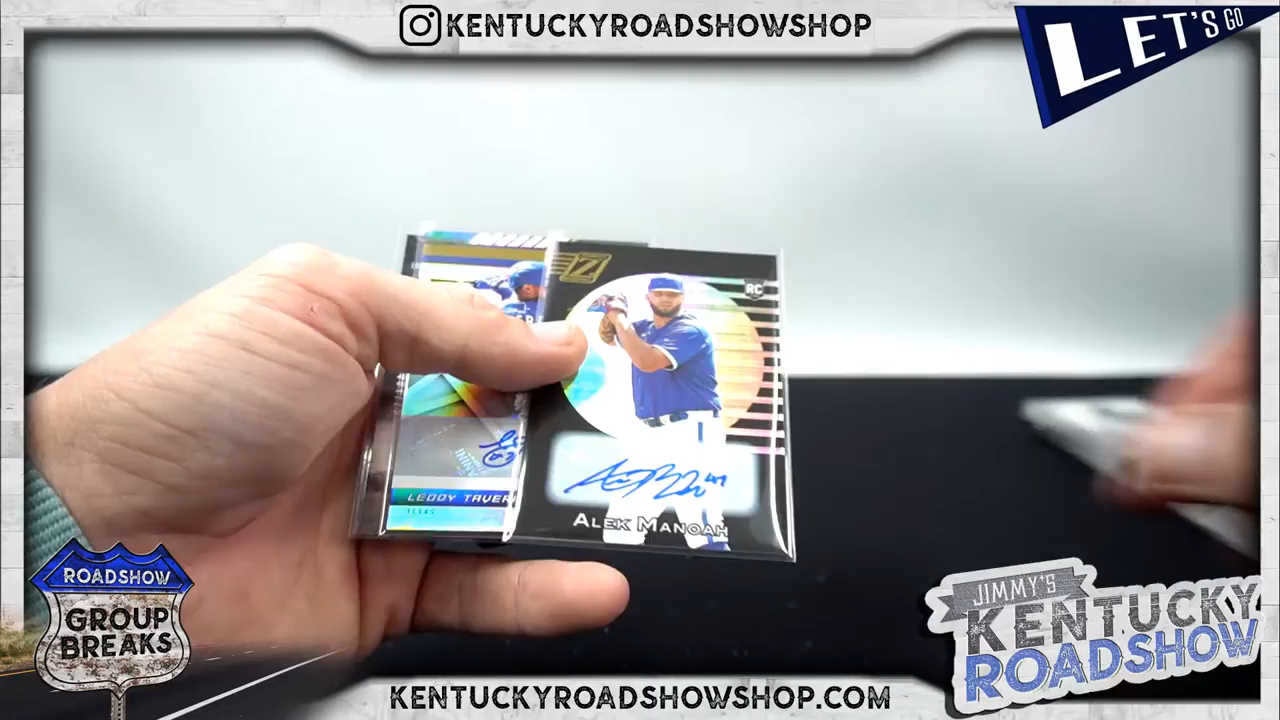 KENTUCKYROADSHOWSHOP
LET'S GO
Z
RC
LEODY TAVER
ALEK MANOAH
ROADSHOW
GROUP
BREAKS
JIMMY'S
KENTUCKY
ROADSHOW
KENTUCKYROADSHOWSHOP.COM